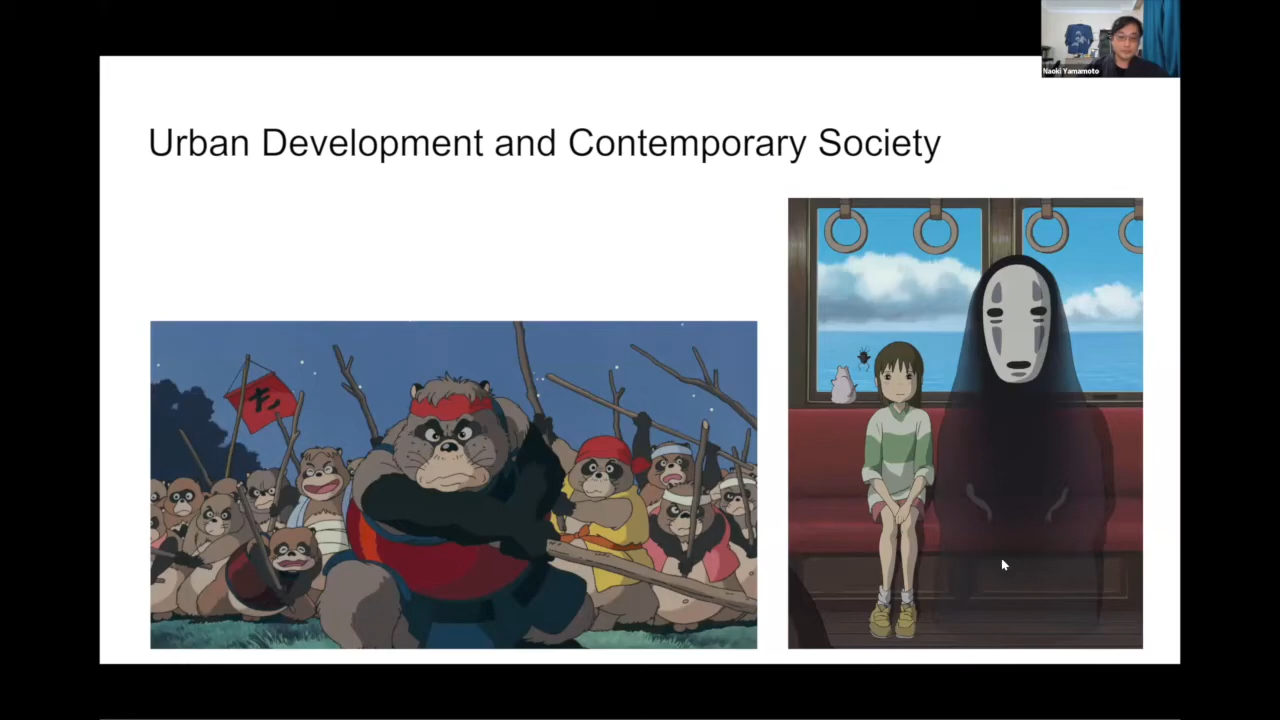 Naoki Yamamoto
Urban Development and Contemporary Society
た